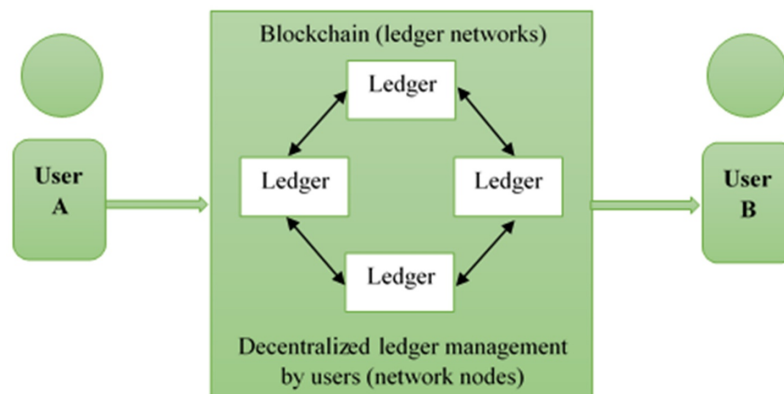 Blockchain (ledger networks)
Ledger
User
A
Ledger
Ledger
User
B
Ledger
Decentralized ledger management
by users (network nodes)